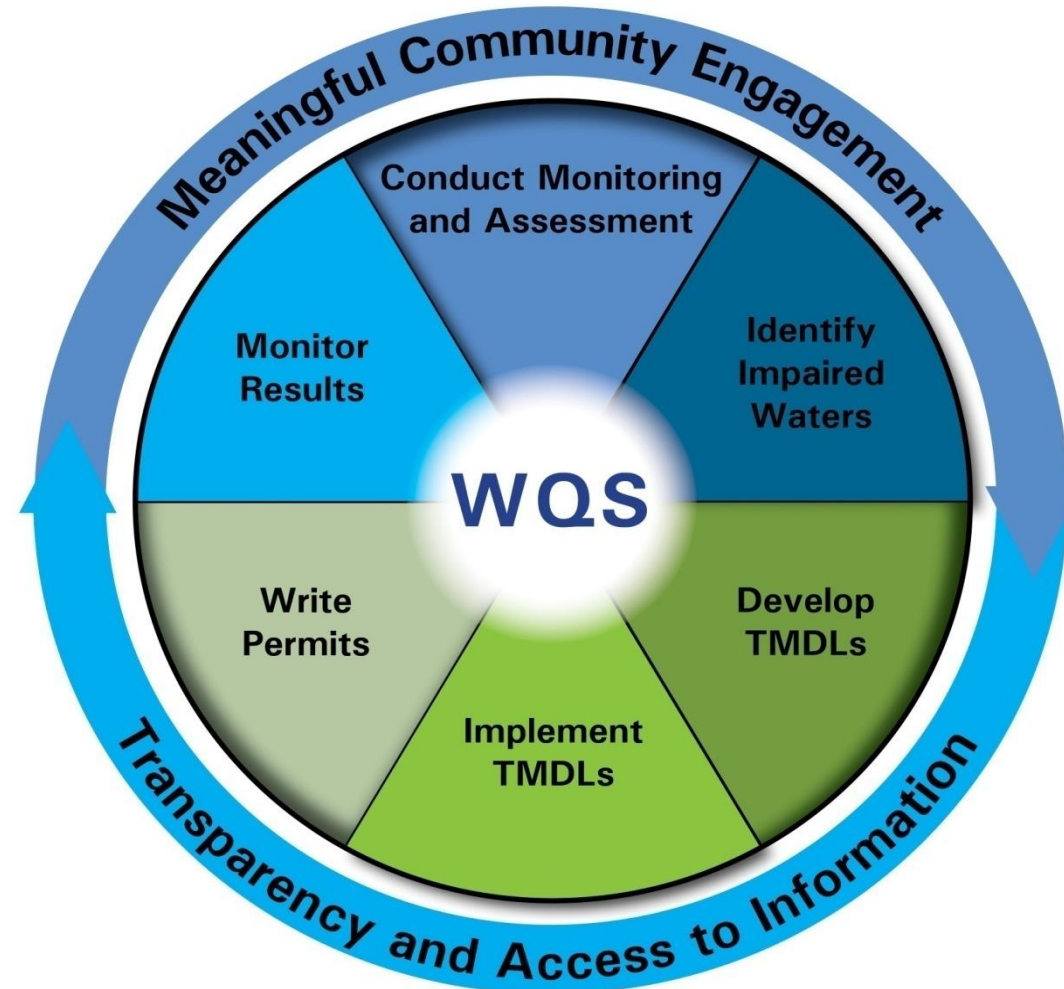 Meaningful Community Engagement
Conduct Monitoring
and Assessment
Identify
Impaired
Waters
Develop
TMDLs
Implement
TMDLs
Write
Permits
Monitor
Results
WQS
Transparency and Access to Information